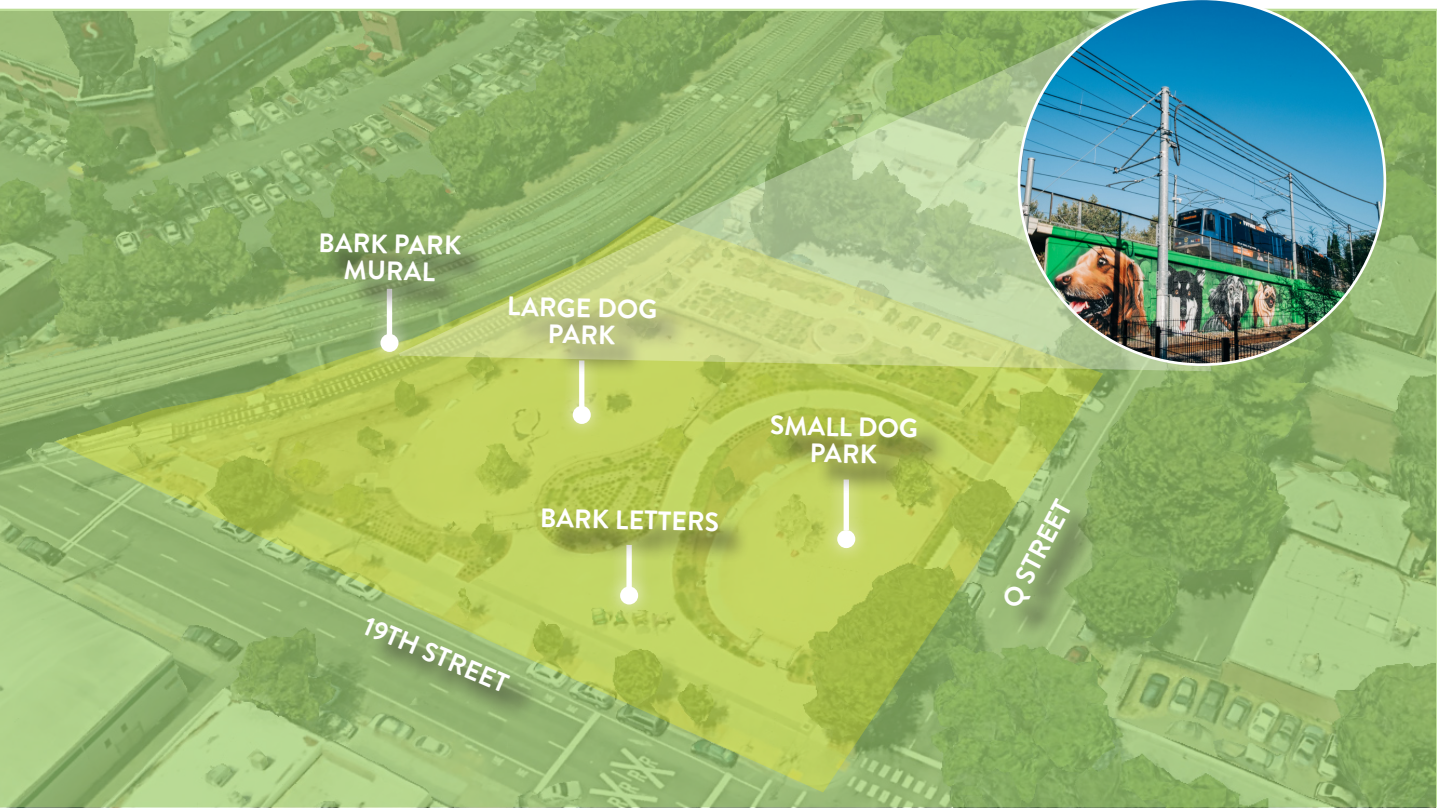 BARK PARK
MURAL
LARGE DOG
PARK
SMALL DOG
PARK
BARK LETTERS
Q STREET
19TH STREET